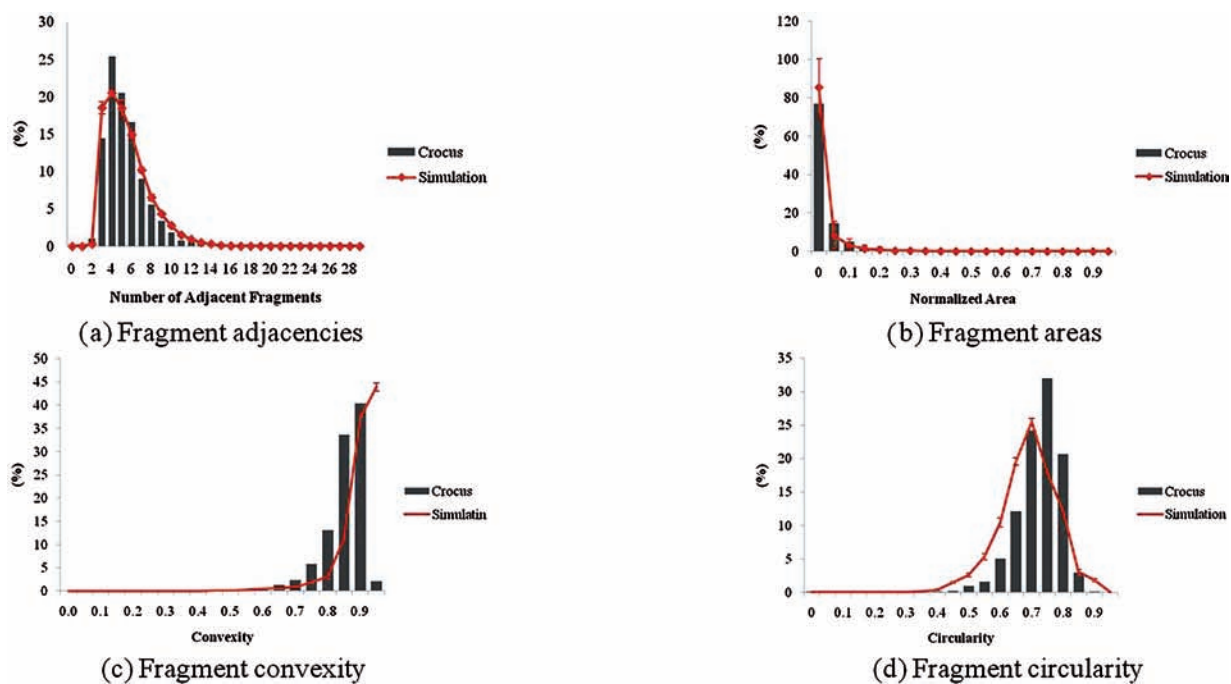 30
25
20
15
10
5
0
(%)
0 2 4 6 8 10 12 14 16 18 20 22 24 26 28
Number of Adjacent Fragments
Crocus
Simulation
(a) Fragment adjacencies
120
100
80
60
40
20
0
(%)
0 0.1 0.2 0.3 0.4 0.5 0.6 0.7 0.8 0.9
Normalized Area
Crocus
Simulation
(b) Fragment areas
50
45
40
35
30
25
20
15
10
5
0
(%)
0.0 0.1 0.2 0.3 0.4 0.5 0.6 0.7 0.8 0.9
Convexity
Crocus
Simulatin
(c) Fragment convexity
35
30
25
20
15
10
5
0
(%)
0 0.1 0.2 0.3 0.4 0.5 0.6 0.7 0.8 0.9
Circularity
Crocus
Simulation
(d) Fragment circularity